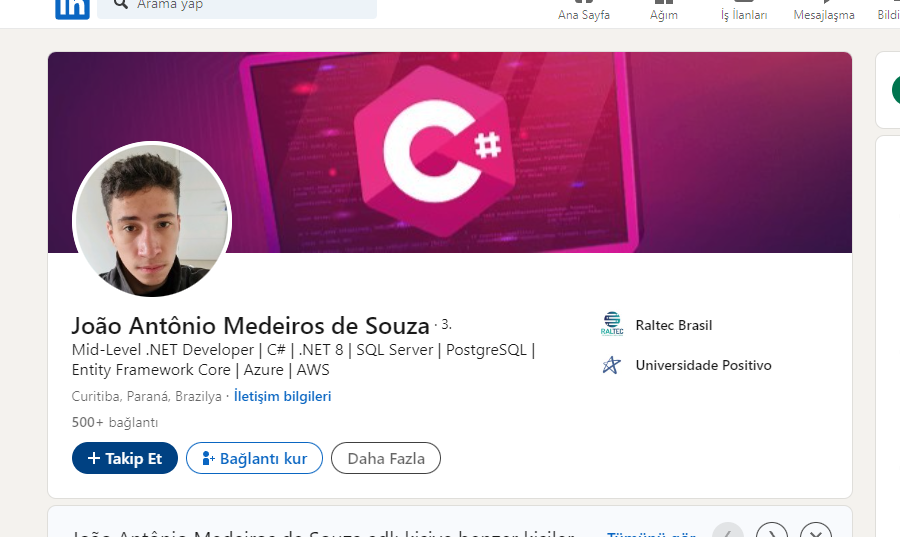 in
Arama yap
Ana Sayfa
Ağım
İş İlanları
Mesajlaşma
Bildi
C#
João Antônio Medeiros de Souza · 3.
Mid-Level .NET Developer | C# | .NET 8 | SQL Server | PostgreSQL |
Entity Framework Core | Azure | AWS
Curitiba, Paraná, Brazilya · İletişim bilgileri
500+ bağlantı
+ Takip Et
Bağlantı kur
Daha Fazla
RALTEC
Raltec Brasil
Universidade Positivo
João Antônio Medeiros de Souza adlı kişiye benzer kişiler
Tümünü gör